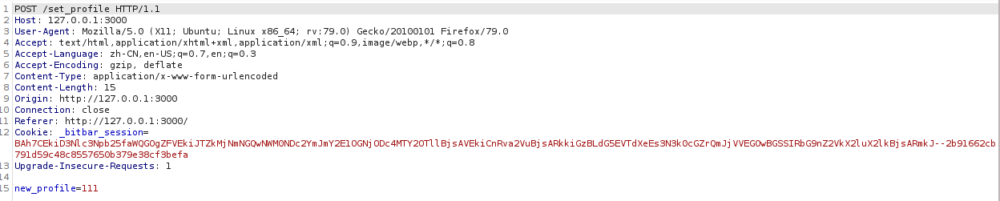 1 POST /set_profile HTTP/1.1
2 Host: 127.0.0.1:3000
3 User-Agent: Mozilla/5.0 (X11; Ubuntu; Linux x86_64; rv:79.0) Gecko/20100101 Firefox/79.0
4 Accept: text/html,application/xhtml+xml,application/xml;q=0.9,image/webp,*/*;q=0.8
5 Accept-Language: zh-CN,en-US;q=0.7,en;q=0.3
6 Accept-Encoding: gzip, deflate
7 Content-Type: application/x-www-form-urlencoded
8 Content-Length: 15
9 Origin: http://127.0.0.1:3000
10 Connection: close
11 Referer: http://127.0.0.1:3000/
12 Cookie: _bitbar_session=
BAh7CEkiD3Nlc3Npb25faWQGOgZFVEkiJTZkMjNmNGQwNWM0NDc2YmJmY2E1OGNjODc4MTY2OTllBjsAVEkiCnRva2VuBjsARkkiGzBLdG5EVTdXeEs3N3k0cGZrQmJjVVEGOwBGSSIRbG9nZ2VkX2luX2lkBjsARmkJ--2b91662cb
791d59c48c8557650b379e38cf3befa
13 Upgrade-Insecure-Requests: 1
14
15 new_profile=111